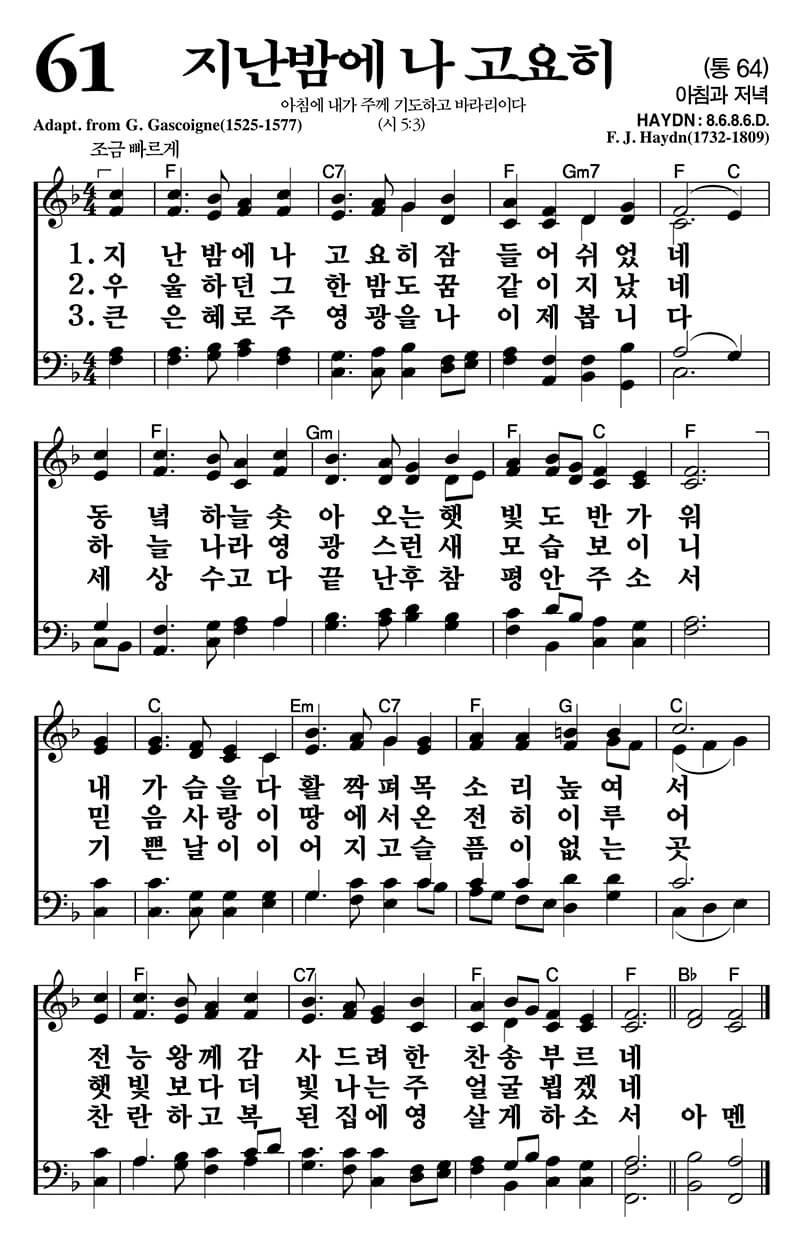 61 지난밤에 나 고요히 (통 64)
아침에 내가 주께 기도하고 바라리이다 아침과 저녁
Adapt. from G. Gascoigne(1525-1577) (시 5:3) HAYDN : 8.6.8.6.D.
F. J. Haydn(1732-1809)
조금 빠르게
F C7 F Gm7 F C
1. 지 난 밤 에 나 고 요 히 잠 들 어 쉬 었 네
2. 우 울 하 던 그 한 밤 도 꿈 같 이 지 났 네
3. 큰 은 혜 로 주 영 광 을 나 이 제 봅 니 다
F Gm F C F
동 녘 하 늘 솟 아 오 는 햇 빛 도 반 가 워
하 늘 나 라 영 광 스 런 새 모 습 보 이 니
세 상 수 고 다 끝 난 후 참 평 안 주 소 서
C Em C7 F G C
내 가 슴 을 다 활 짝 펴 목 소 리 높 여 서
믿 음 사 랑 이 땅 에 서 온 전 히 이 루 어
기 쁜 날 이 이 어 지 고 슬 픔 이 없 는 곳
F C7 F C F Bb F
전 능 왕 께 감 사 드 려 한 찬 송 부 르 네
햇 빛 보 다 더 빛 나 는 주 얼 굴 뵙 겠 네
찬 란 하 고 복 된 집 에 영 살 게 하 소 서 아 멘